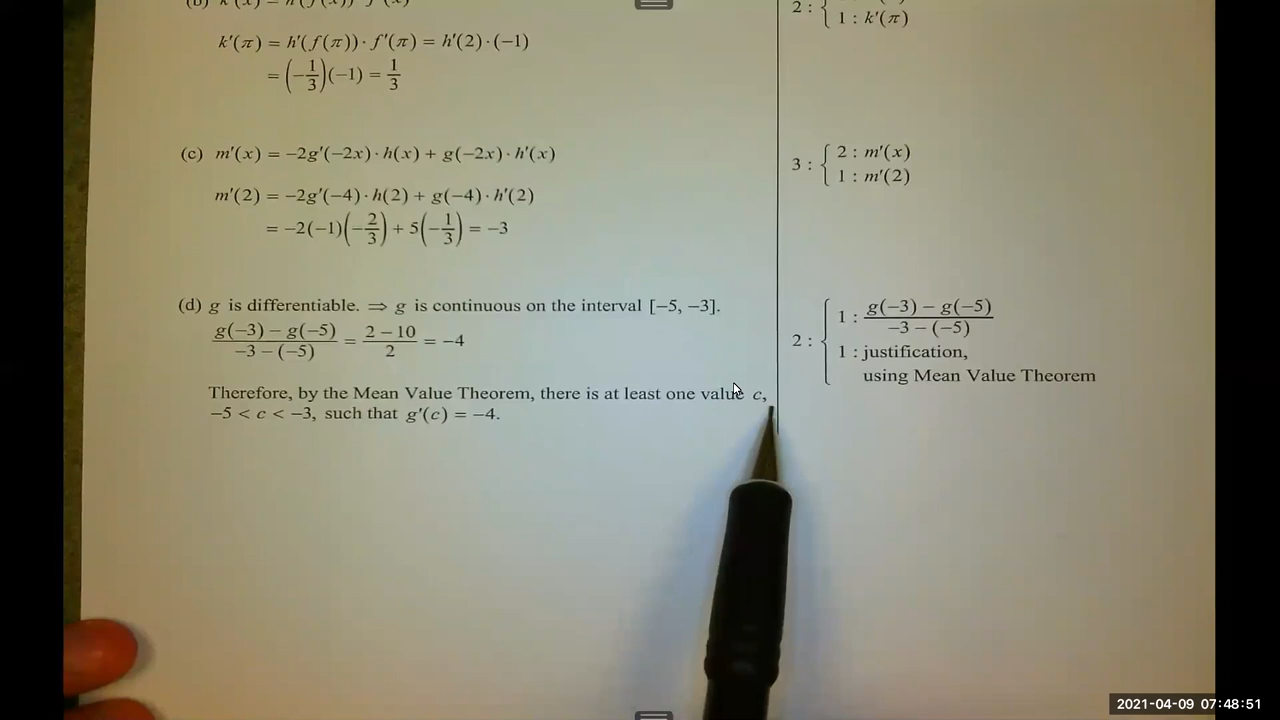 (b) k'(x) = h'(f(x)) · f'(x)
k'(π) = h'(f(π)) · f'(π) = h'(2) · (−1)
= (−1/3)(−1) = 1/3
2 : { 1 : k'(π)
(c) m'(x) = −2g'(−2x) · h(x) + g(−2x) · h'(x)
m'(2) = −2g'(−4) · h(2) + g(−4) · h'(2)
= −2(−1)(−2/3) + 5(−1/3) = −3
3 : { 2 : m'(x)
1 : m'(2)
(d) g is differentiable. ⇒ g is continuous on the interval [−5, −3].
g(−3) − g(−5) / −3 − (−5) = 2 − 10 / 2 = −4
Therefore, by the Mean Value Theorem, there is at least one value c,
−5 < c < −3, such that g'(c) = −4.
2 : { 1 : g(−3) − g(−5) / −3 − (−5)
1 : justification,
using Mean Value Theorem
2021-04-09 07:48:51